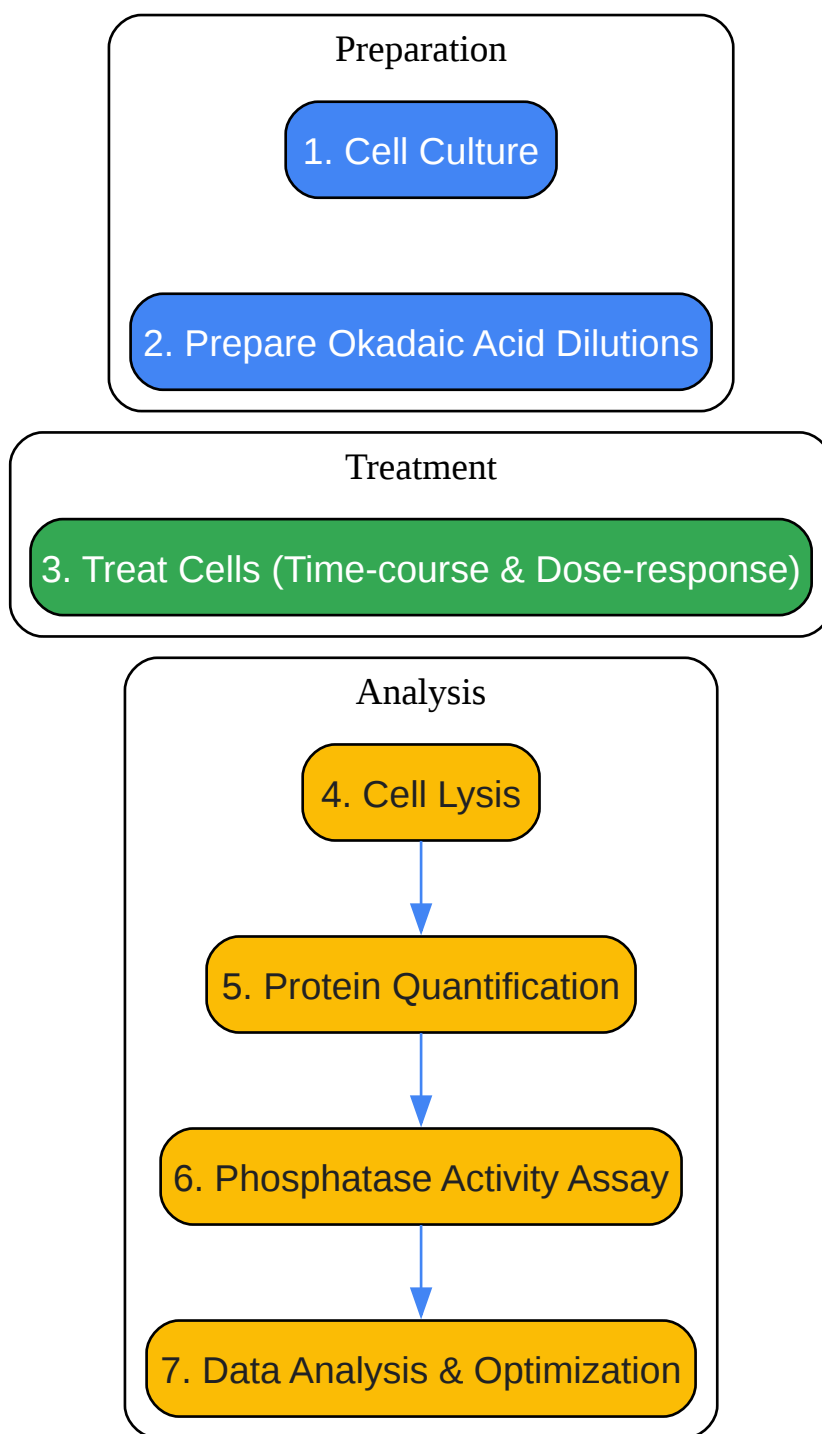 Preparation
1. Cell Culture
2. Prepare Okadaic Acid Dilutions
Treatment
3. Treat Cells (Time-course & Dose-response)
Analysis
4. Cell Lysis
5. Protein Quantification
6. Phosphatase Activity Assay
7. Data Analysis & Optimization